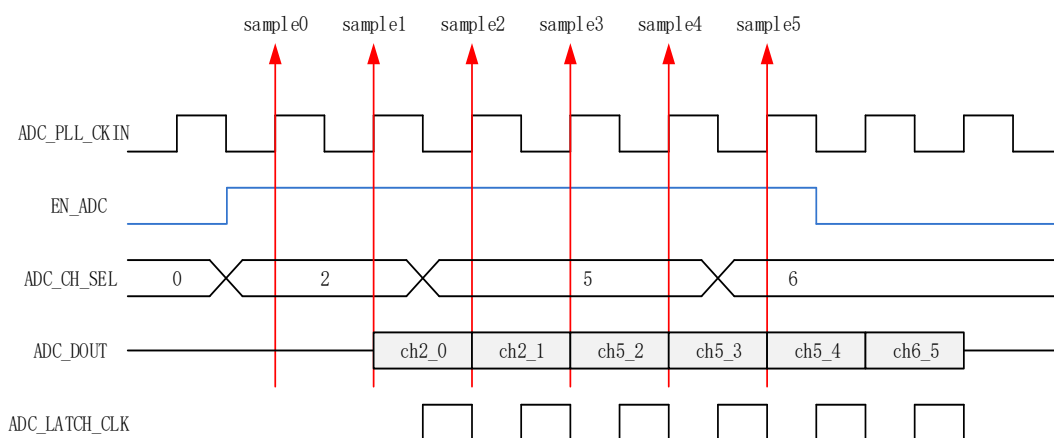 sample0 sample1 sample2 sample3 sample4 sample5
ADC_PLL_CKIN
EN_ADC
ADC_CH_SEL 0 2 5 6
ADC_DOUT ch2_0 ch2_1 ch5_2 ch5_3 ch5_4 ch6_5
ADC_LATCH_CLK